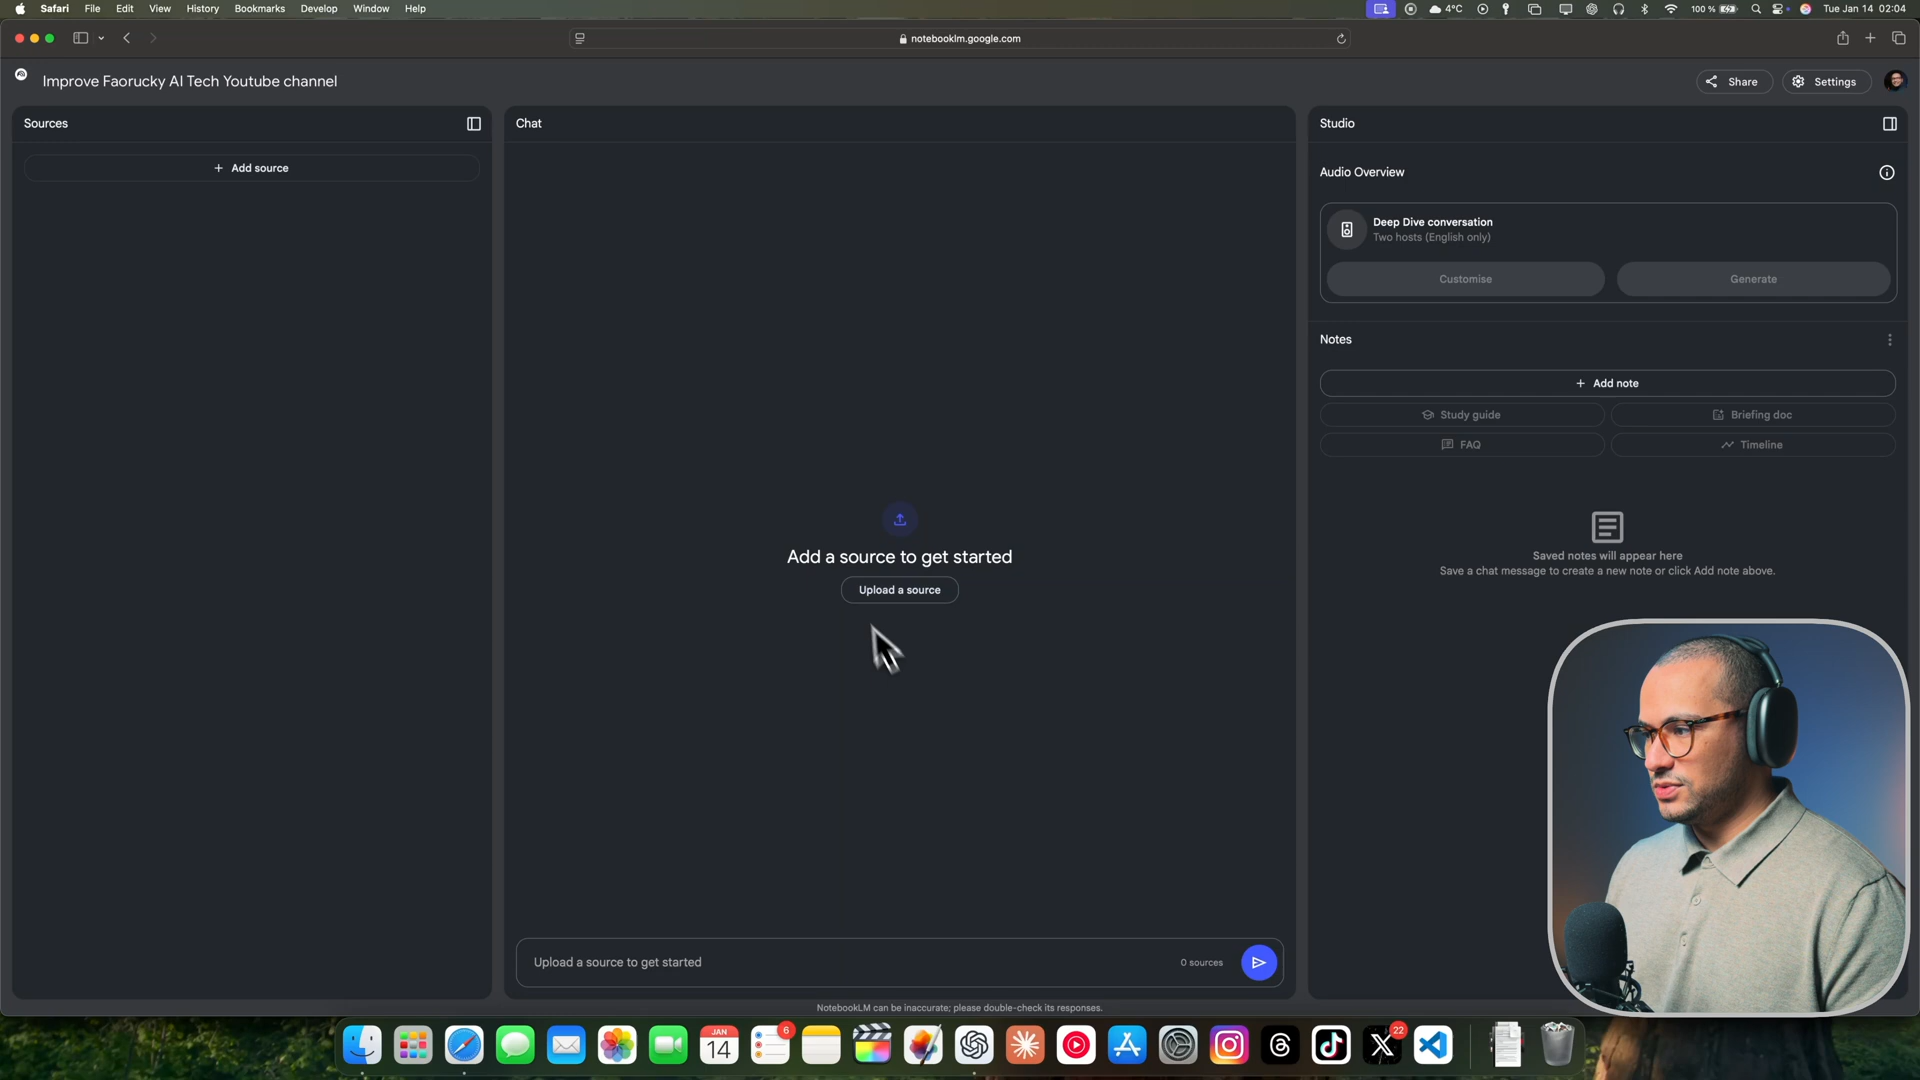 Safari File Edit View History Bookmarks Develop Window Help
4°C 100 % Tue Jan 14 02:04
notebooklm.google.com
Improve Faorucky AI Tech Youtube channel
Share Settings
Sources
+ Add source
Chat
Add a source to get started
Upload a source
Upload a source to get started
0 sources
NotebookLM can be inaccurate; please double-check its responses.
Studio
Audio Overview
Deep Dive conversation
Two hosts (English only)
Customise Generate
Notes
+ Add note
Study guide Briefing doc
FAQ Timeline
Saved notes will appear here
Save a chat message to create a new note or click Add note above.
JAN
14
6
22